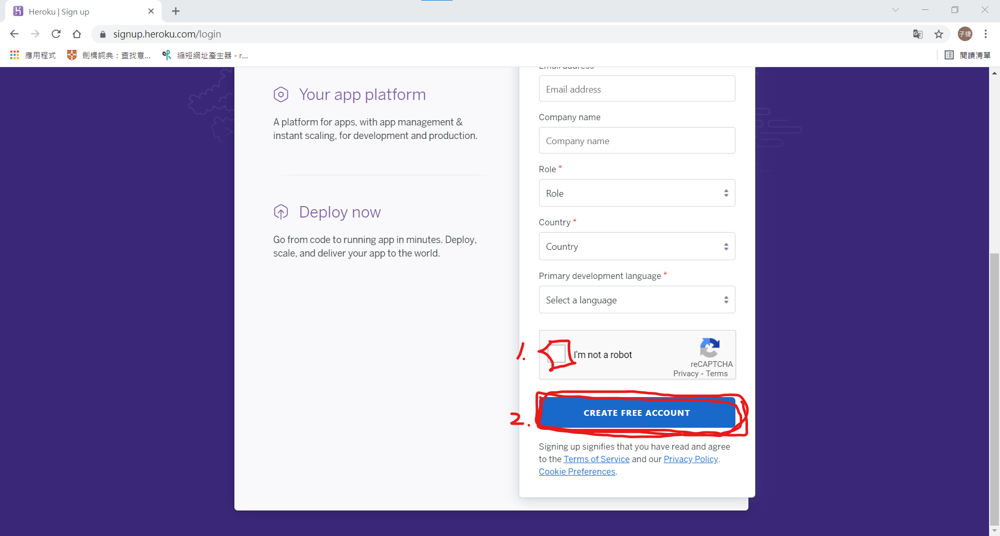 Heroku | Sign up
signup.heroku.com/login
子捷
應用程式
劍橋詞典：查找意...
縮短網址產生器 - r...
閱讀清單
Your app platform
A platform for apps, with app management &
instant scaling, for development and production.
Deploy now
Go from code to running app in minutes. Deploy,
scale, and deliver your app to the world.
Email address
Email address
Company name
Company name
Role *
Role
Country *
Country
Primary development language *
Select a language
1.
I'm not a robot
reCAPTCHA
Privacy - Terms
2.
CREATE FREE ACCOUNT
Signing up signifies that you have read and agree
to the Terms of Service and our Privacy Policy.
Cookie Preferences.